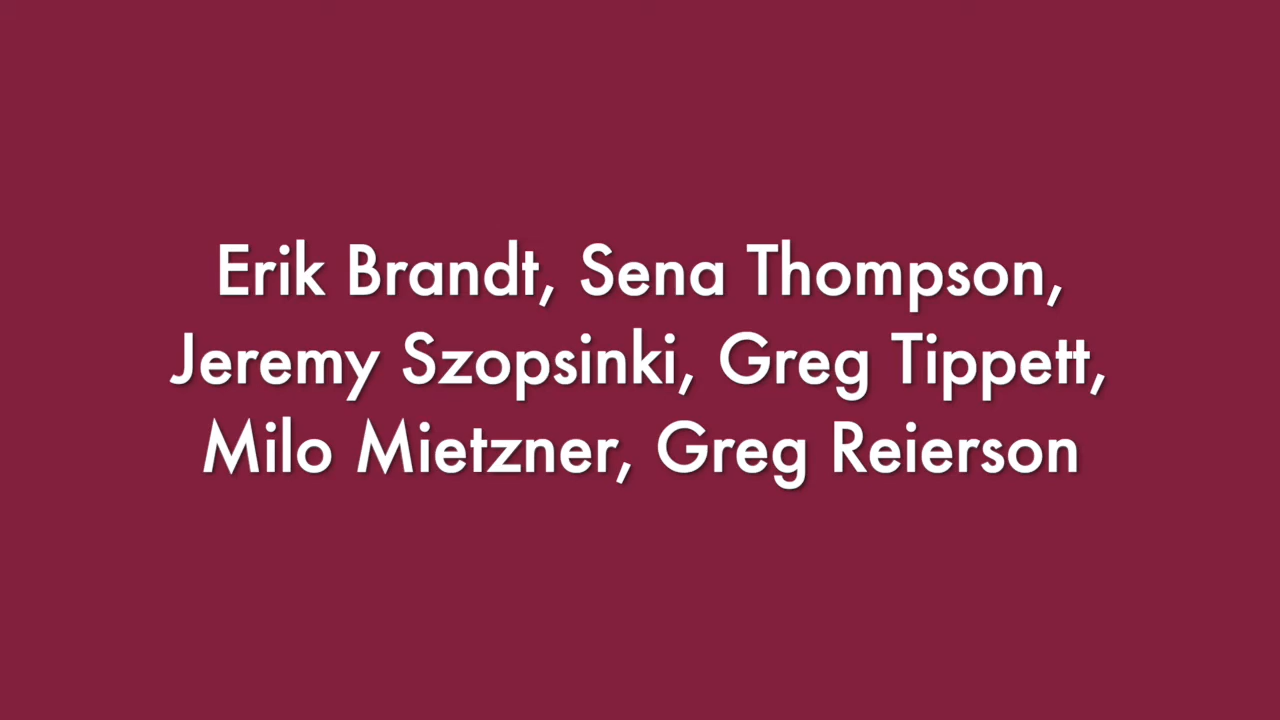 Erik Brandt, Sena Thompson,
Jeremy Szopsinki, Greg Tippett,
Milo Mietzner, Greg Reierson